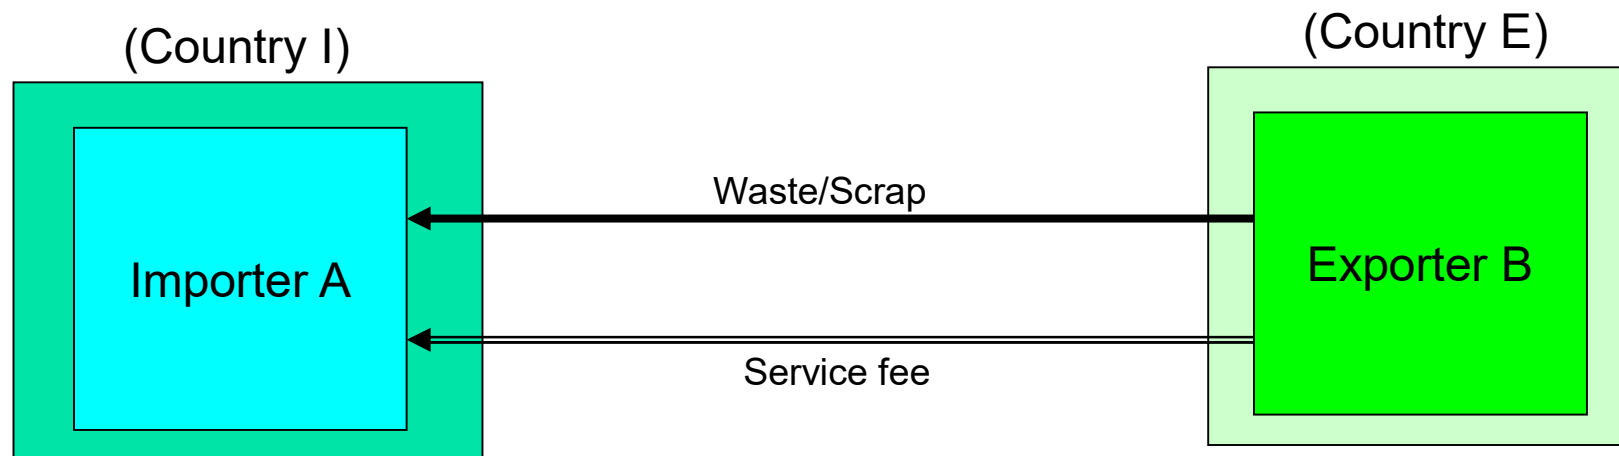 (Country I)
(Country E)
Waste/Scrap
Importer A
Exporter B
Service fee